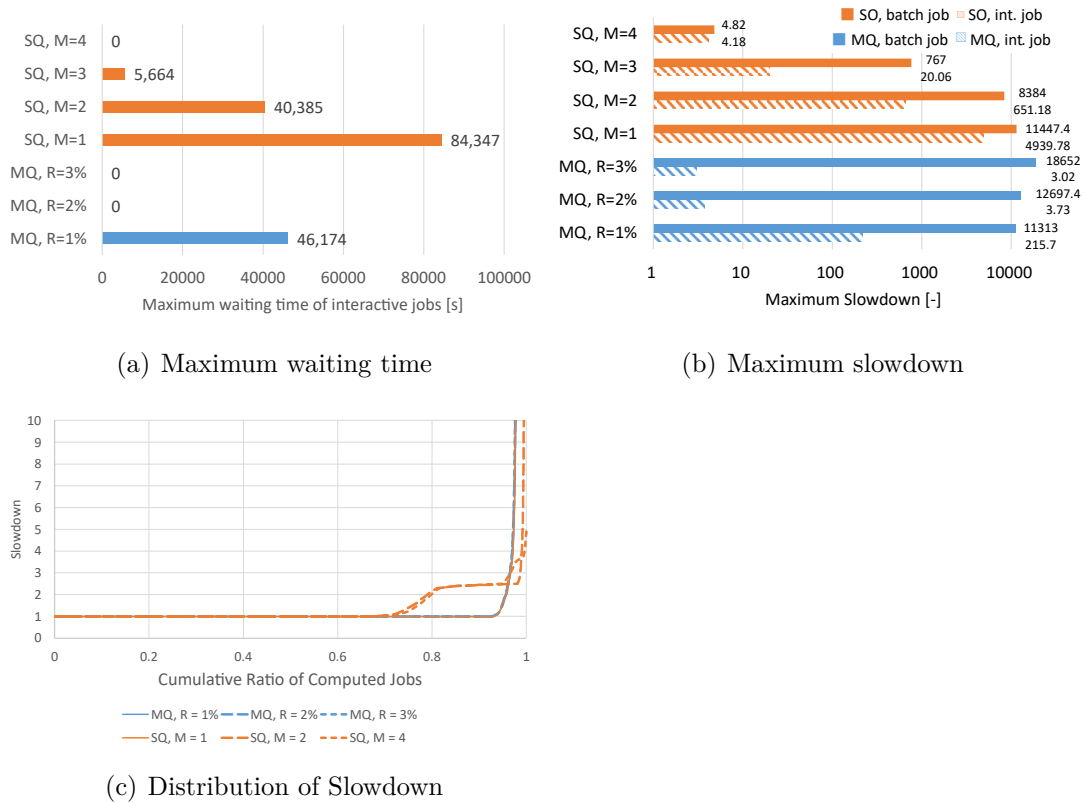 SQ, M=4
0
SQ, M=3
5,664
SQ, M=2
40,385
SQ, M=1
84,347
MQ, R=3%
0
MQ, R=2%
0
MQ, R=1%
46,174
0 20000 40000 60000 80000 100000
Maximum waiting time of interactive jobs [s]
(a) Maximum waiting time
SO, batch job SO, int. job
MQ, batch job MQ, int. job
SQ, M=4
4.82
4.18
SQ, M=3
767
20.06
SQ, M=2
8384
651.18
SQ, M=1
11447.4
4939.78
MQ, R=3%
18652
3.02
MQ, R=2%
12697.4
3.73
MQ, R=1%
11313
215.7
1 10 100 1000 10000
Maximum Slowdown [-]
(b) Maximum slowdown
10
9
8
7
6
5
4
3
2
1
0
Slowdown
0 0.2 0.4 0.6 0.8 1
Cumulative Ratio of Computed Jobs
MQ, R = 1% MQ, R = 2% MQ, R = 3%
SQ, M = 1 SQ, M = 2 SQ, M = 4
(c) Distribution of Slowdown